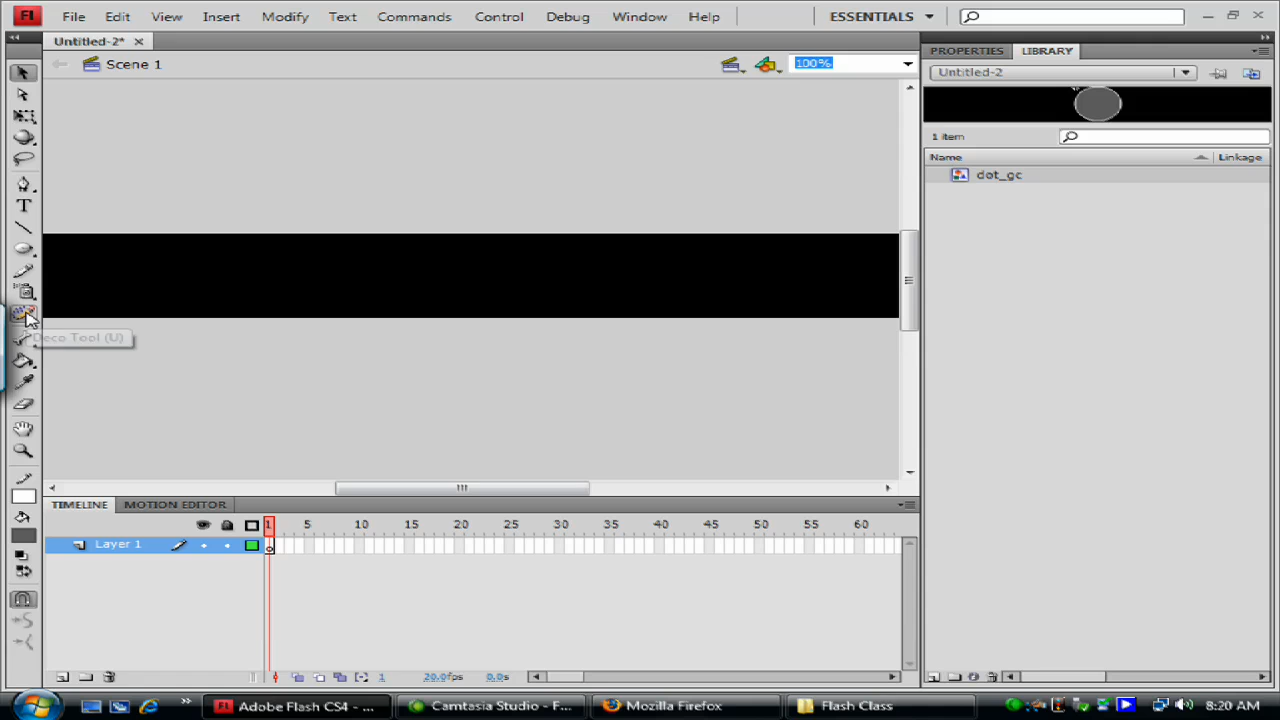 Fl File Edit View Insert Modify Text Commands Control Debug Window Help ESSENTIALS
Untitled-2* PROPERTIES LIBRARY
Scene 1 100% Untitled-2
1 item
Name Linkage
dot_gc
T
Deco Tool (U)
TIMELINE MOTION EDITOR
1 5 10 15 20 25 30 35 40 45 50 55 60
Layer 1
1 20.0fps 0.0s
Fl Adobe Flash CS4 - ... Camtasia Studio - F... Mozilla Firefox Flash Class 8:20 AM